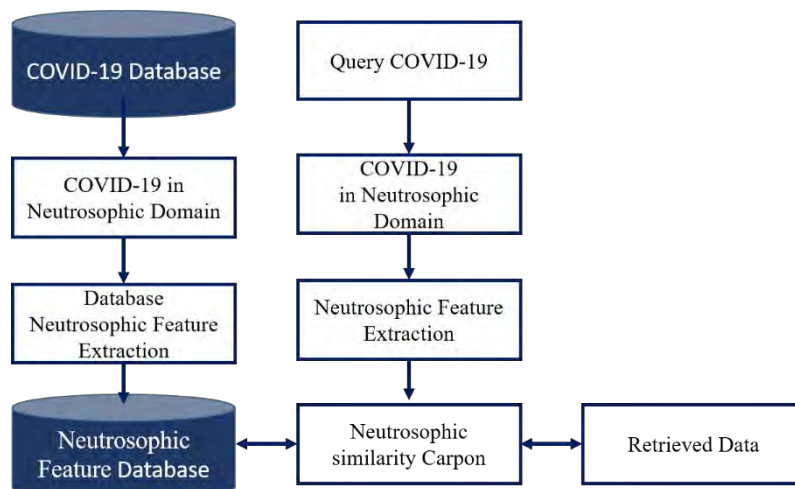 COVID-19 Database
Query COVID-19
COVID-19 in
Neutrosophic Domain
COVID-19
in Neutrosophic
Domain
Database
Neutrosophic Feature
Extraction
Neutrosophic Feature
Extraction
Neutrosophic
Feature Database
Neutrosophic
similarity Carpon
Retrieved Data